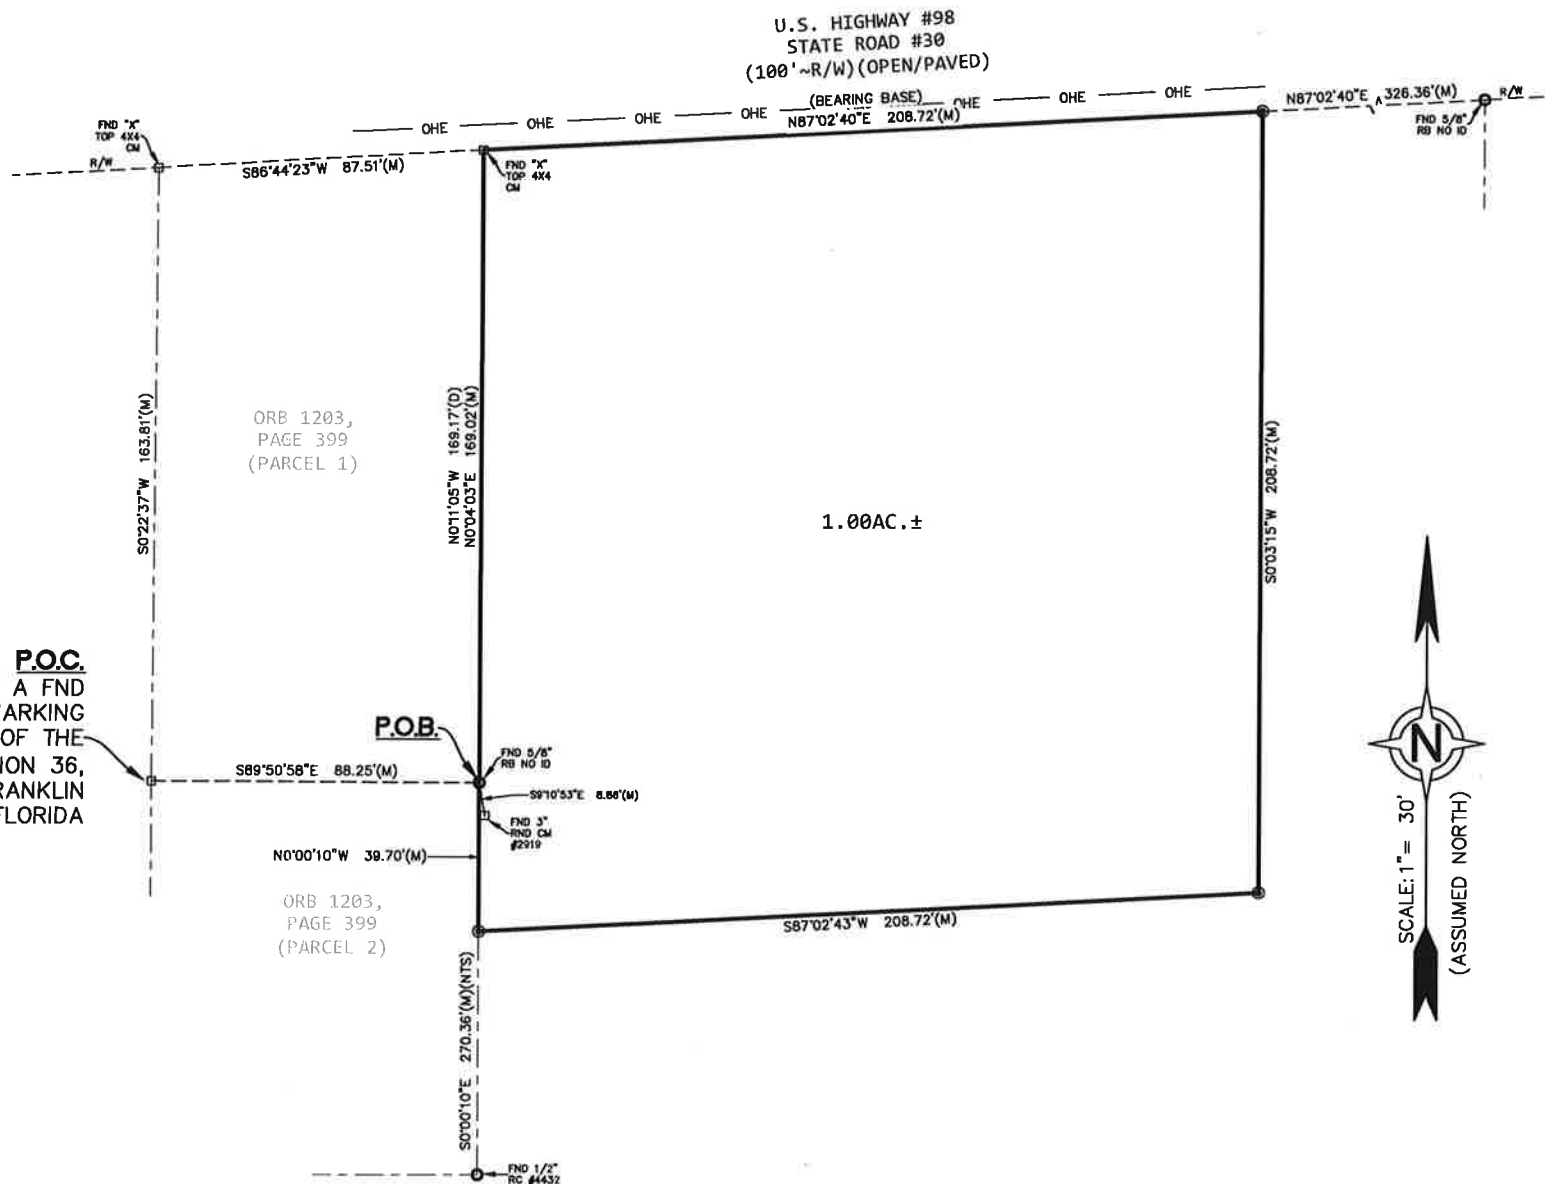 U.S. HIGHWAY #98
STATE ROAD #30
(100'~R/W)(OPEN/PAVED)
OHE OHE OHE OHE (BEARING BASE) OHE OHE OHE
N87°02'40"E 208.72'(M)
N87°02'40"E 326.36'(M)
R/W
FND 5/8"
RB NO ID
FND "X"
TOP 4X4
CM
R/W
S86°44'23"W 87.51'(M)
FND "X"
TOP 4X4
CM
S0°22'37"W 163.81'(M)
ORB 1203,
PAGE 399
(PARCEL 1)
N0°11'05"W 169.17'(D)
N0°04'03"E 169.02'(M)
1.00AC.±
S0°03'15"W 208.72'(M)
P.O.C.
A FND
ARKING
OF THE
ION 36,
RANKLIN
FLORIDA
P.O.B.
S89°50'58"E 88.25'(M)
FND 5/8"
RB NO ID
S9°10'53"E 8.88'(M)
FND 3"
RND CM
#2919
N0°00'10"W 39.70'(M)
ORB 1203,
PAGE 399
(PARCEL 2)
S87°02'43"W 208.72'(M)
S0°00'10"E 270.36'(M)(NTS)
FND 1/2"
RC #4432
N
SCALE: 1" = 30'
(ASSUMED NORTH)